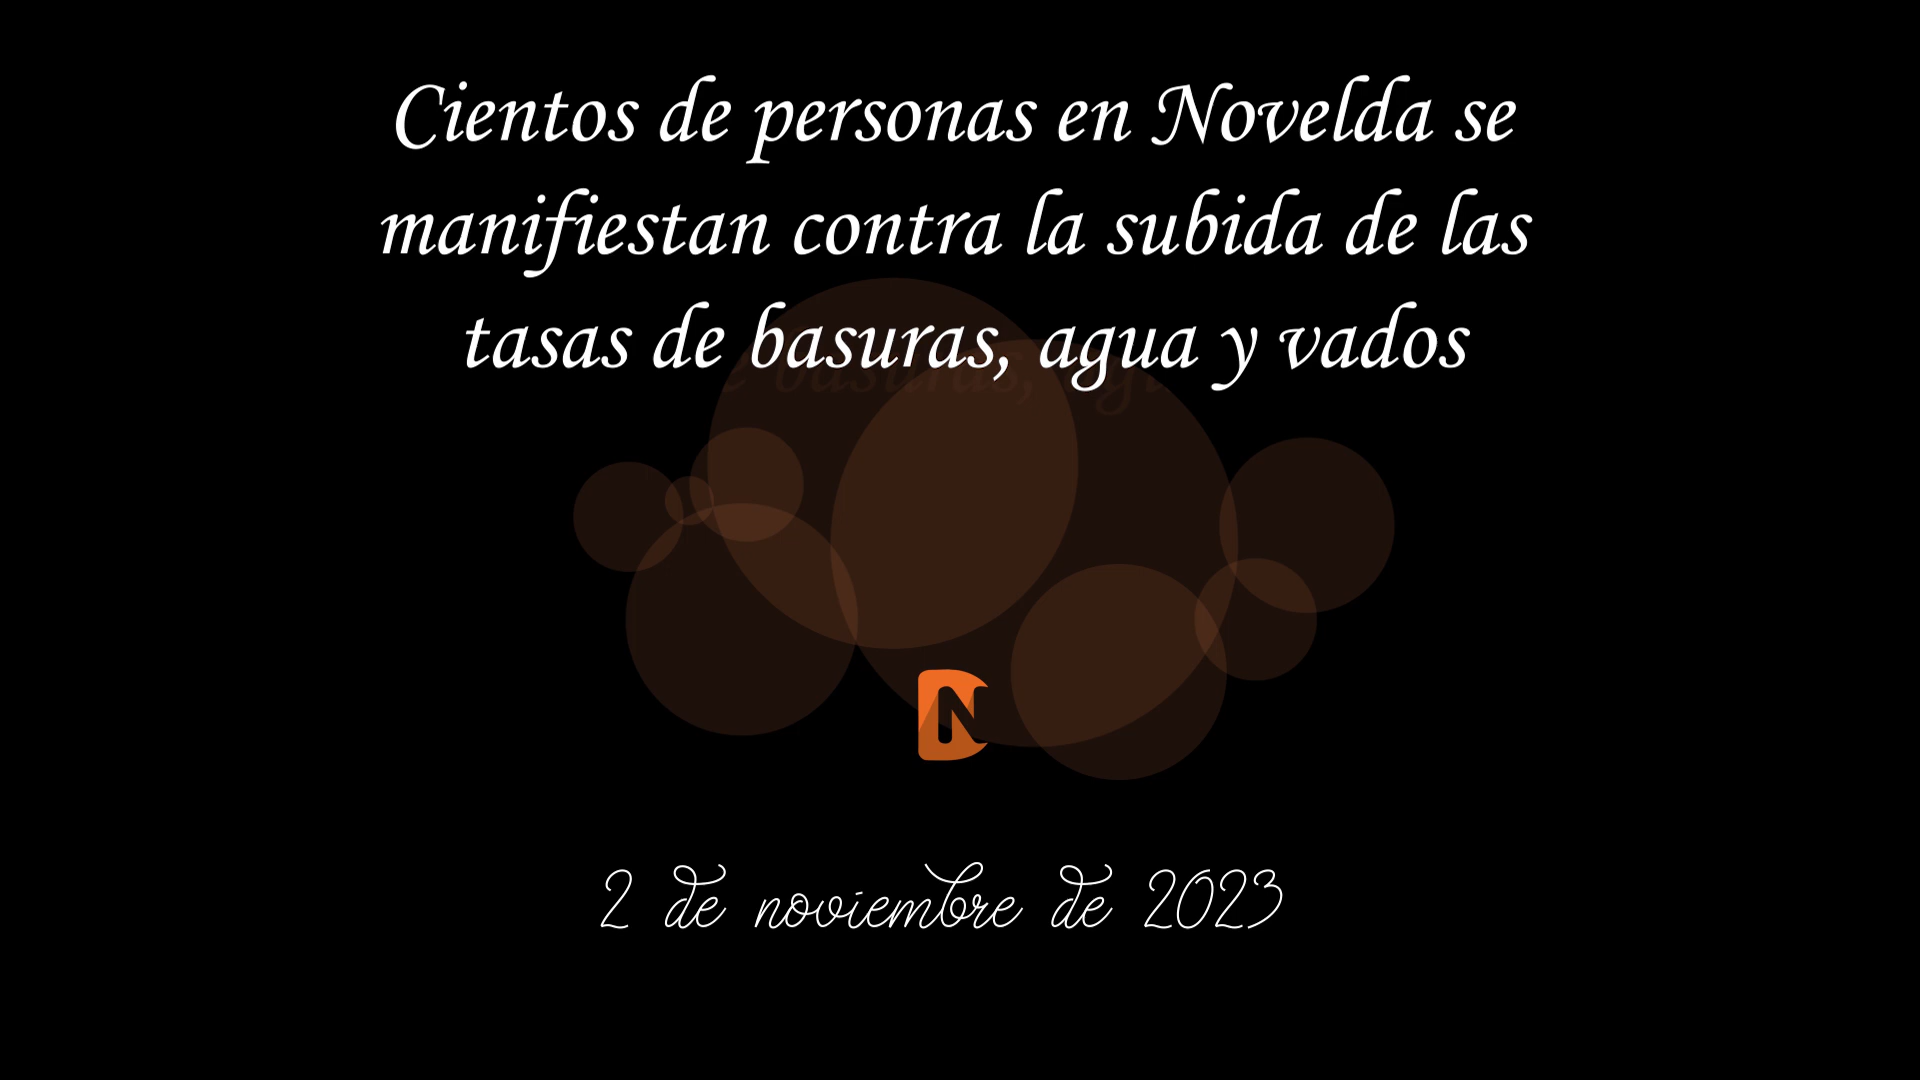 Cientos de personas en Novelda se
manifiestan contra la subida de las
tasas de basuras, agua y vados
DN
2 de noviembre de 2023